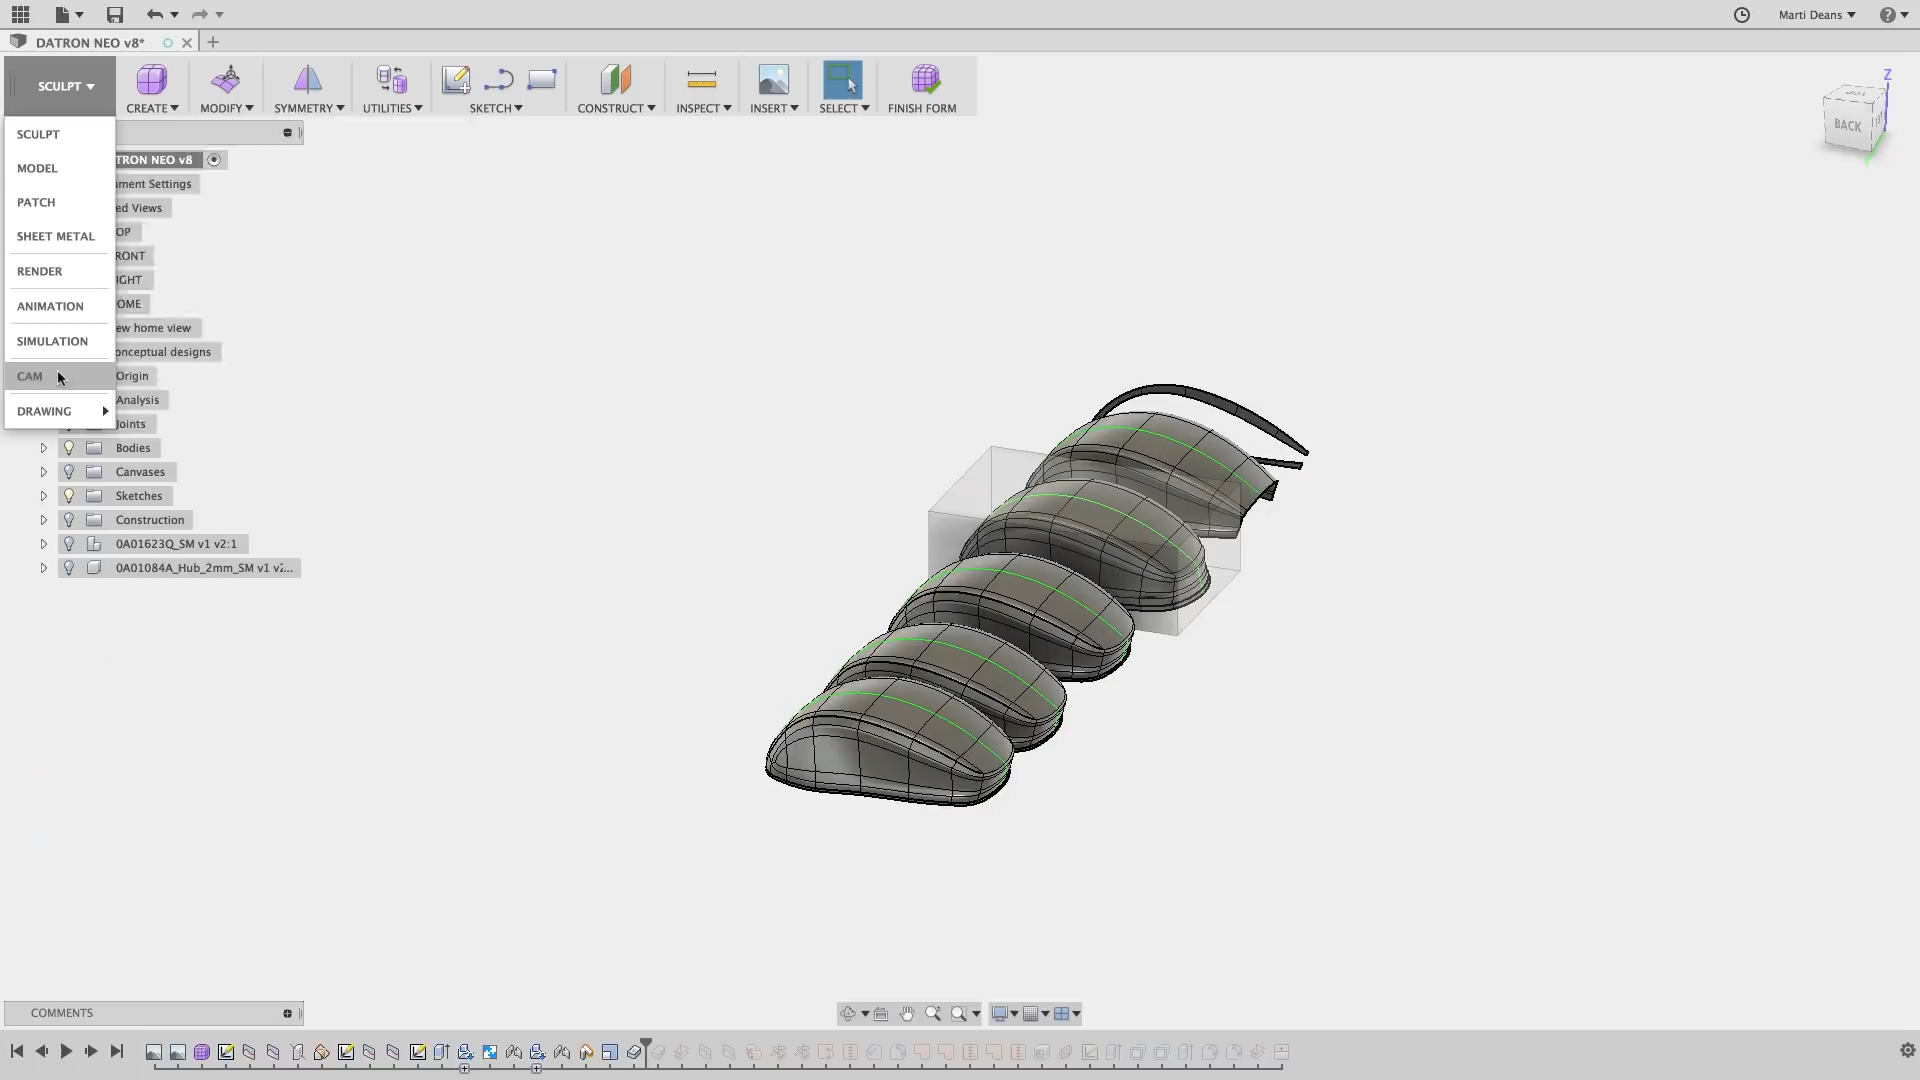 Marti Deans
DATRON NEO v8*
SCULPT
CREATE
MODIFY
SYMMETRY
UTILITIES
SKETCH
CONSTRUCT
INSPECT
INSERT
SELECT
FINISH FORM
SCULPT
MODEL
PATCH
SHEET METAL
RENDER
ANIMATION
SIMULATION
CAM
DRAWING
TRON NEO v8
ment Settings
ed Views
OP
RONT
IGHT
OME
ew home view
onceptual designs
Origin
Analysis
Joints
Bodies
Canvases
Sketches
Construction
0A01623Q_SM v1 v2:1
0A01084A_Hub_2mm_SM v1 v2...
Z
BACK
COMMENTS